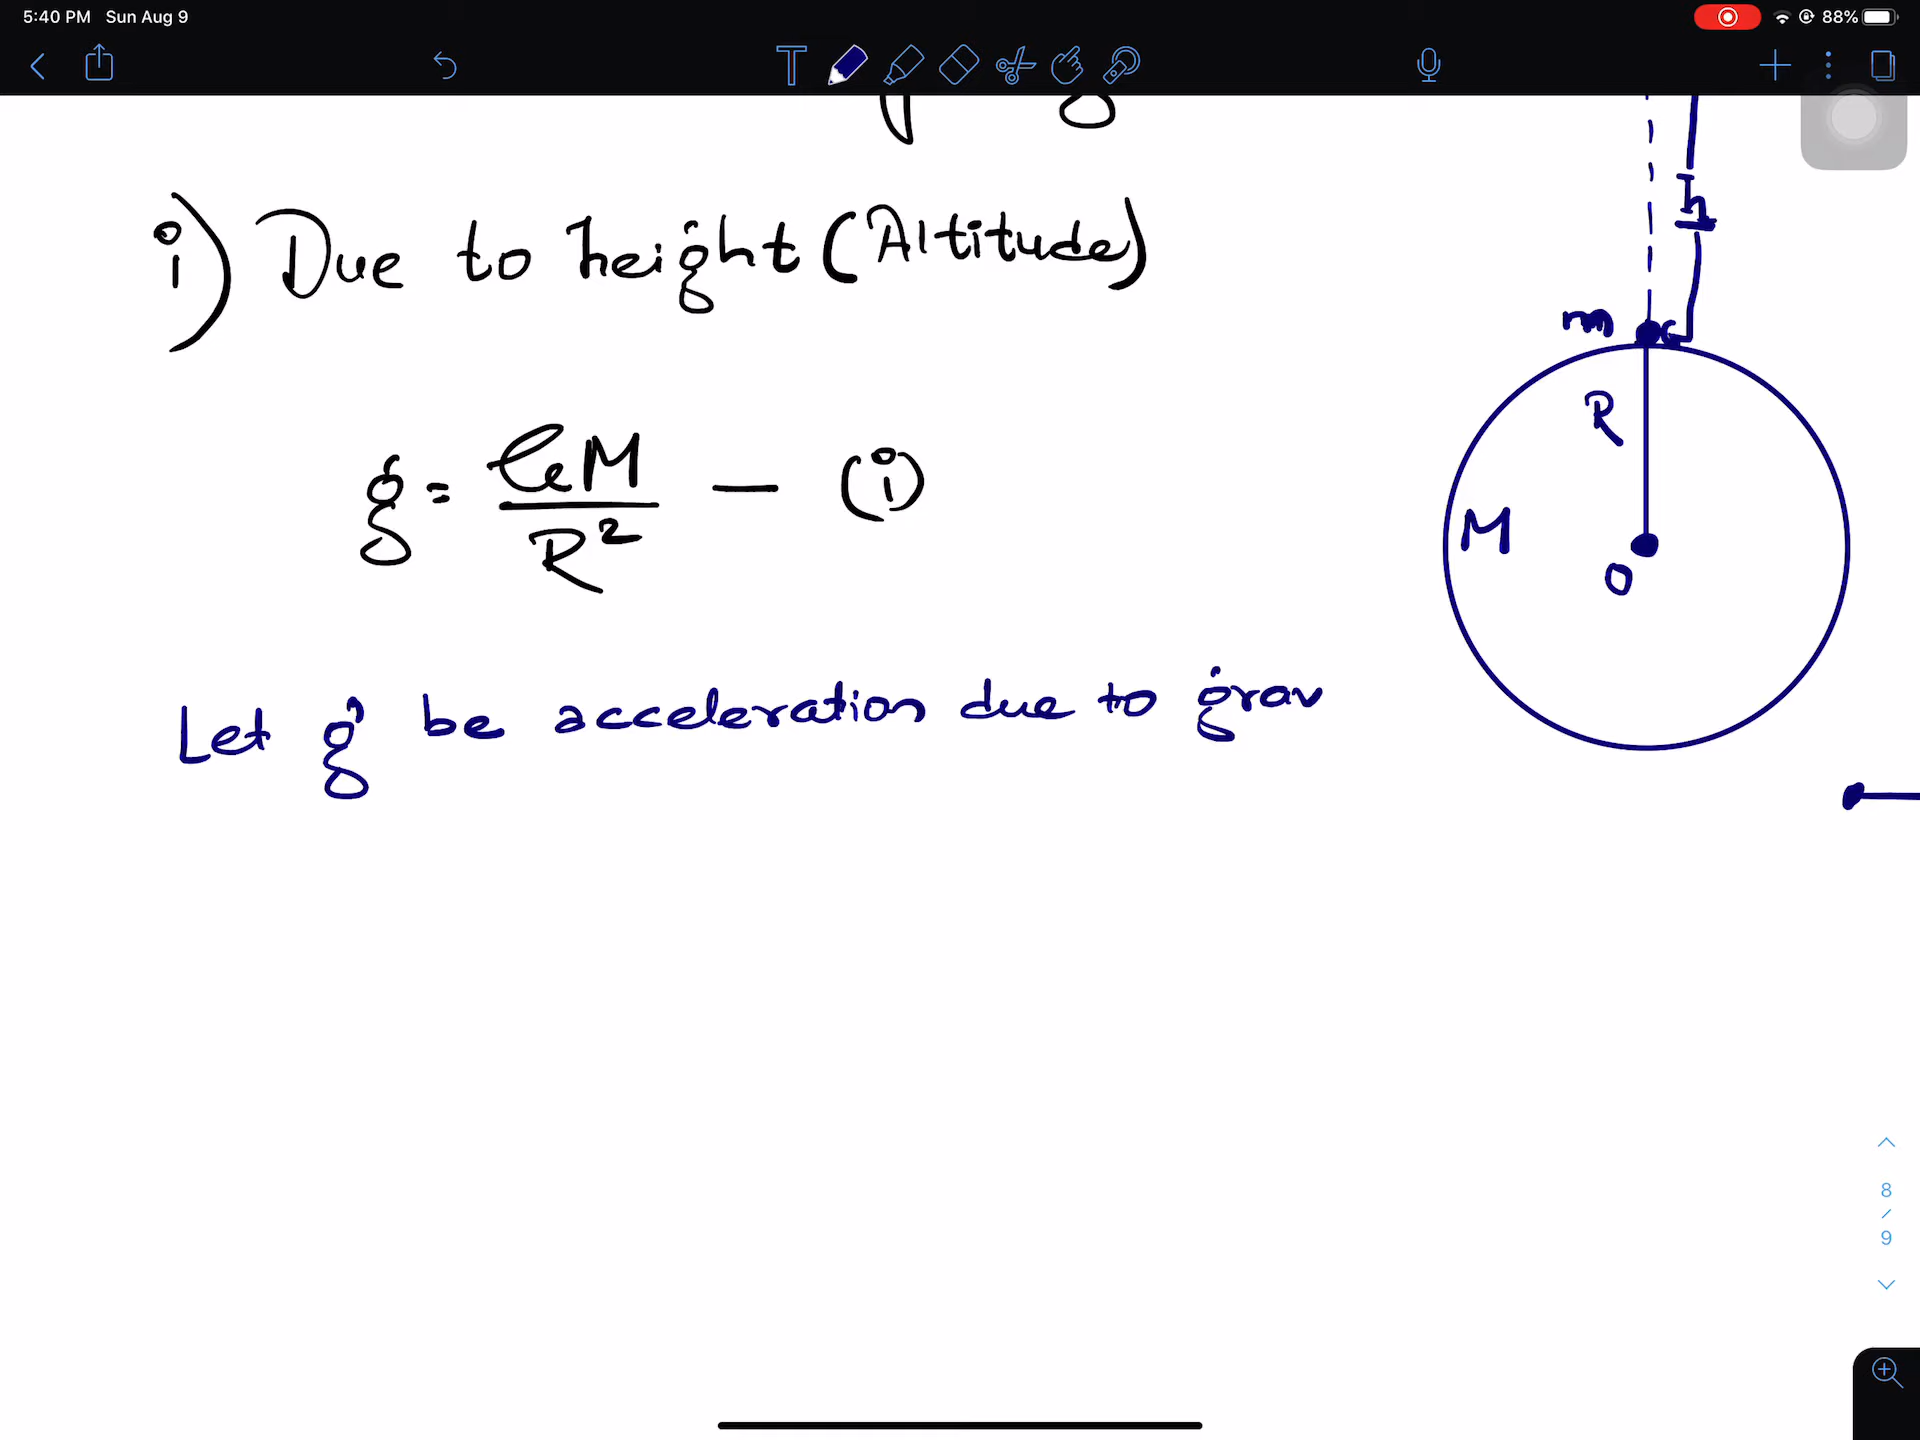 5:40 PM Sun Aug 9
88%
T
i) Due to height (Altitude)
h
m
R
g = GM/R² — (i)
M
O
Let g' be acceleration due to grav
8
/
9